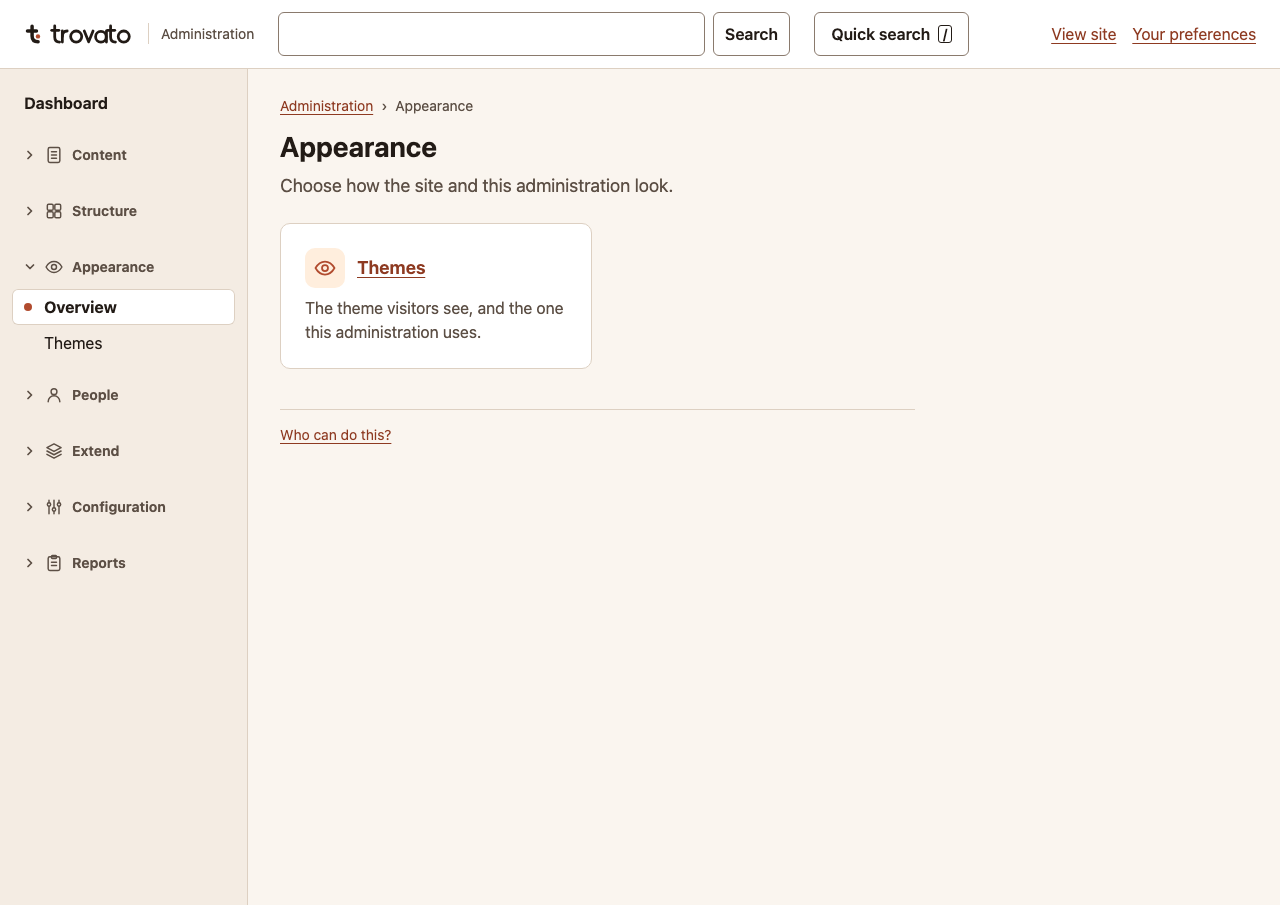 trovato
Administration
Search
Quick search /
View site
Your preferences
Dashboard
Content
Structure
Appearance
Overview
Themes
People
Extend
Configuration
Reports
Administration › Appearance
Appearance
Choose how the site and this administration look.
Themes
The theme visitors see, and the one
this administration uses.
Who can do this?